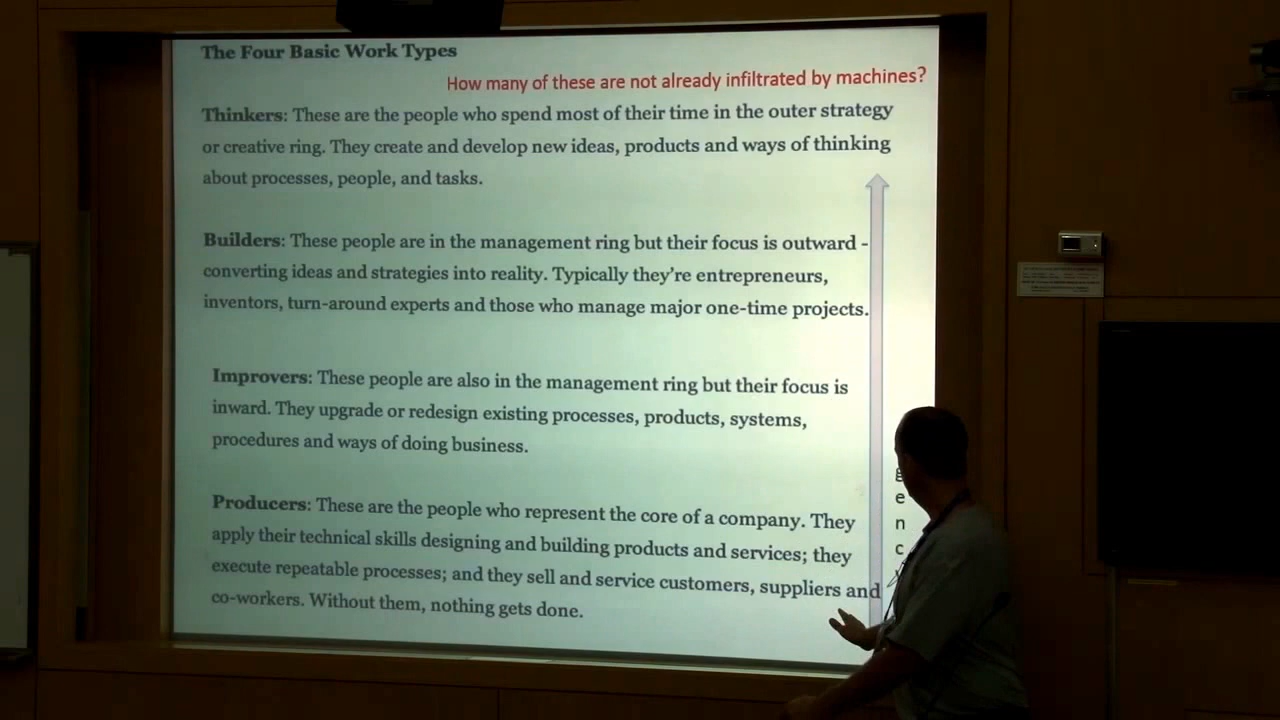 The Four Basic Work Types
How many of these are not already infiltrated by machines?
Thinkers: These are the people who spend most of their time in the outer strategy
or creative ring. They create and develop new ideas, products and ways of thinking
about processes, people, and tasks.
Builders: These people are in the management ring but their focus is outward -
converting ideas and strategies into reality. Typically they're entrepreneurs,
inventors, turn-around experts and those who manage major one-time projects.
Improvers: These people are also in the management ring but their focus is
inward. They upgrade or redesign existing processes, products, systems,
procedures and ways of doing business.
Producers: These are the people who represent the core of a company. They
apply their technical skills designing and building products and services; they
execute repeatable processes; and they sell and service customers, suppliers and
co-workers. Without them, nothing gets done.
g
e
n
c
y